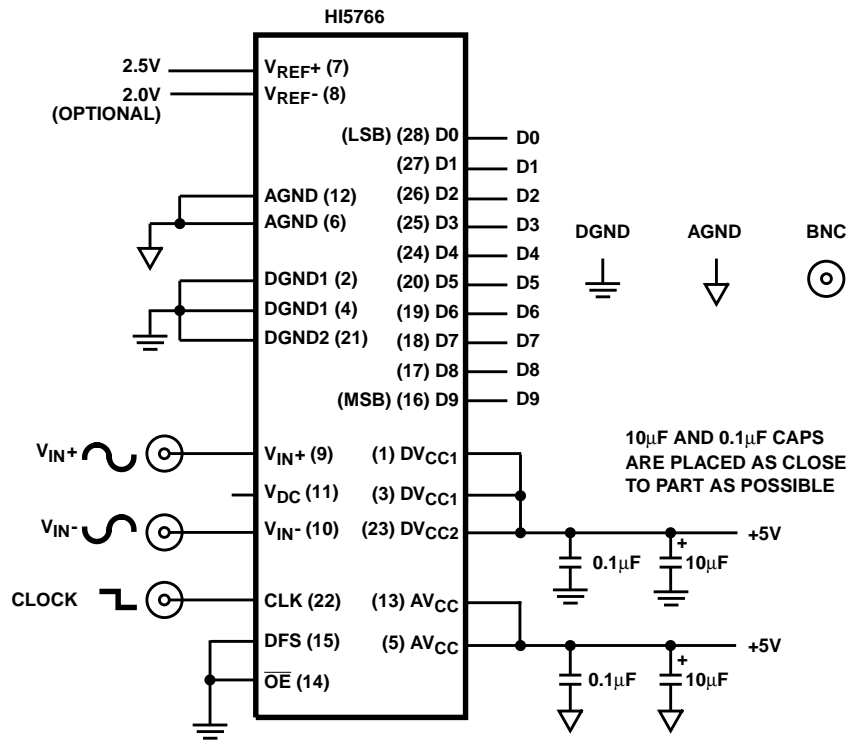 HI5766
2.5V
VREF+ (7)
2.0V
(OPTIONAL)
VREF- (8)
(LSB) (28) D0
D0
(27) D1
D1
AGND (12)
(26) D2
D2
AGND (6)
(25) D3
D3
(24) D4
D4
DGND1 (2)
(20) D5
D5
DGND1 (4)
(19) D6
D6
DGND2 (21)
(18) D7
D7
(17) D8
D8
(MSB) (16) D9
D9
DGND
AGND
BNC
10µF AND 0.1µF CAPS
ARE PLACED AS CLOSE
TO PART AS POSSIBLE
VIN+
VIN+ (9)
(1) DVCC1
VDC (11)
(3) DVCC1
VIN-
VIN- (10)
(23) DVCC2
+5V
0.1µF
+
10µF
CLOCK
CLK (22)
(13) AVCC
DFS (15)
(5) AVCC
+5V
OE (14)
0.1µF
+
10µF